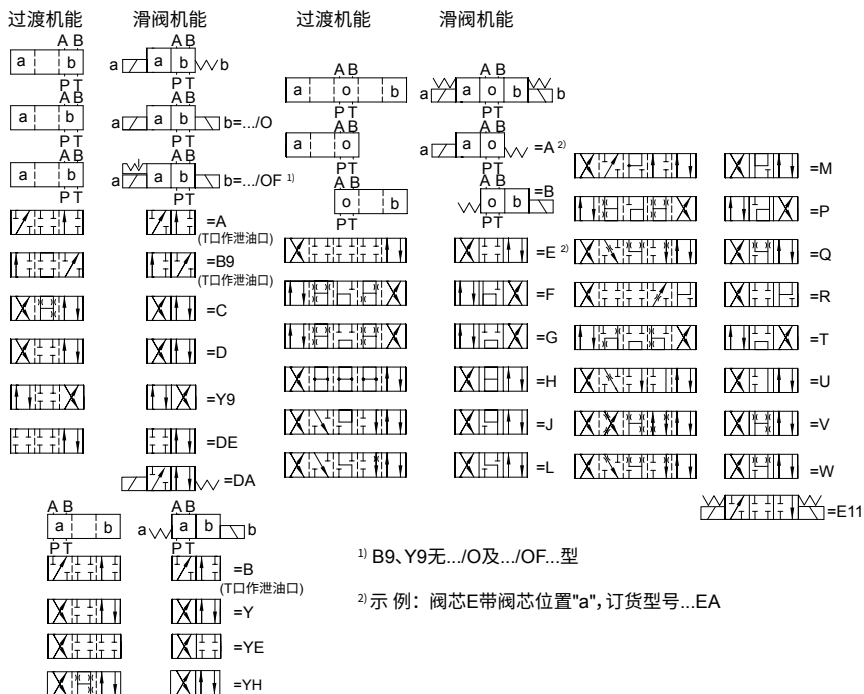 过渡机能 滑阀机能 过渡机能 滑阀机能
A B A B
a b a a b b
P T P T
A B A B
a b a a b b=.../O
P T P T
A B A B
a b a a b b=.../OF 1)
P T P T
=A
(T口作泄油口)
=B9
(T口作泄油口)
=C
=D
=Y9
=DE
=DA
A B A B
a b a a b b
P T P T
=B
(T口作泄油口)
=Y
=YE
=YH
A B A B
a o b a a o b b
P T P T
A B A B
a o a a o =A 2)
P T P T
A B A B
o b o b =B
P T P T
=E 2)
=F
=G
=H
=J
=L
=M
=P
=Q
=R
=T
=U
=V
=W
=E11
1) B9、Y9无.../O及.../OF...型
2) 示 例：阀芯E带阀芯位置"a"，订货型号...EA